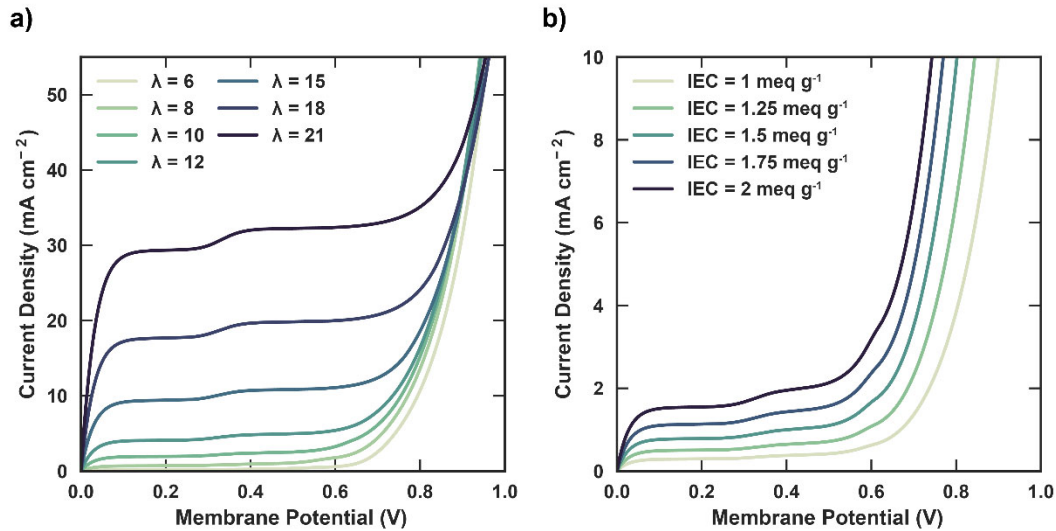 a)
Current Density (mA cm⁻²)
50
40
30
20
10
0
λ = 6
λ = 8
λ = 10
λ = 12
λ = 15
λ = 18
λ = 21
0.0 0.2 0.4 0.6 0.8 1.0
Membrane Potential (V)
b)
Current Density (mA cm⁻²)
10
8
6
4
2
0
IEC = 1 meq g⁻¹
IEC = 1.25 meq g⁻¹
IEC = 1.5 meq g⁻¹
IEC = 1.75 meq g⁻¹
IEC = 2 meq g⁻¹
0.0 0.2 0.4 0.6 0.8 1.0
Membrane Potential (V)